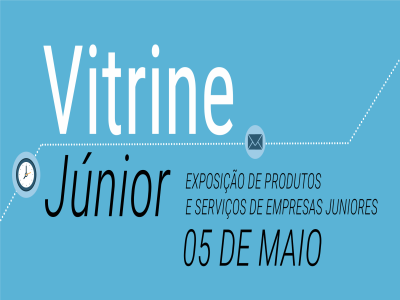 Vitrine
Júnior
EXPOSIÇÃO DE PRODUTOS
E SERVIÇOS DE EMPRESAS JUNIORES
05 DE MAIO